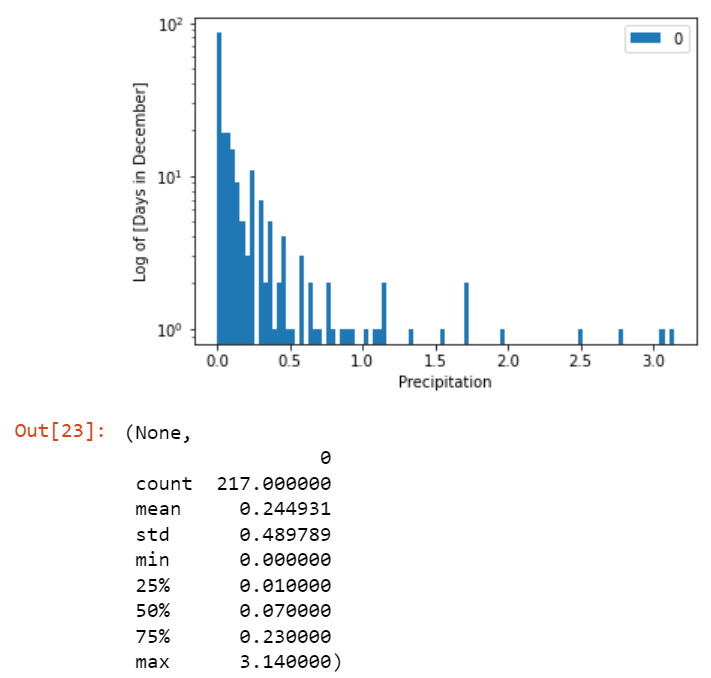 10²
0
10¹
Log of [Days in December]
10⁰
0.0 0.5 1.0 1.5 2.0 2.5 3.0
Precipitation
Out[23]: (None,
0
count 217.000000
mean 0.244931
std 0.489789
min 0.000000
25% 0.010000
50% 0.070000
75% 0.230000
max 3.140000)